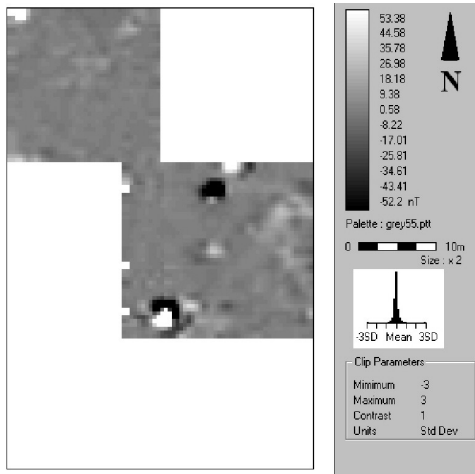 53.38
44.58
35.78
26.98
18.18
9.38
0.58
-8.22
-17.01
-25.81
-34.61
-43.41
-52.2 nT
N
Palette : grey55.ptt
0 10m
Size : x 2
-3SD Mean 3SD
Clip Parameters
Mimimum -3
Maximum 3
Contrast 1
Units Std Dev